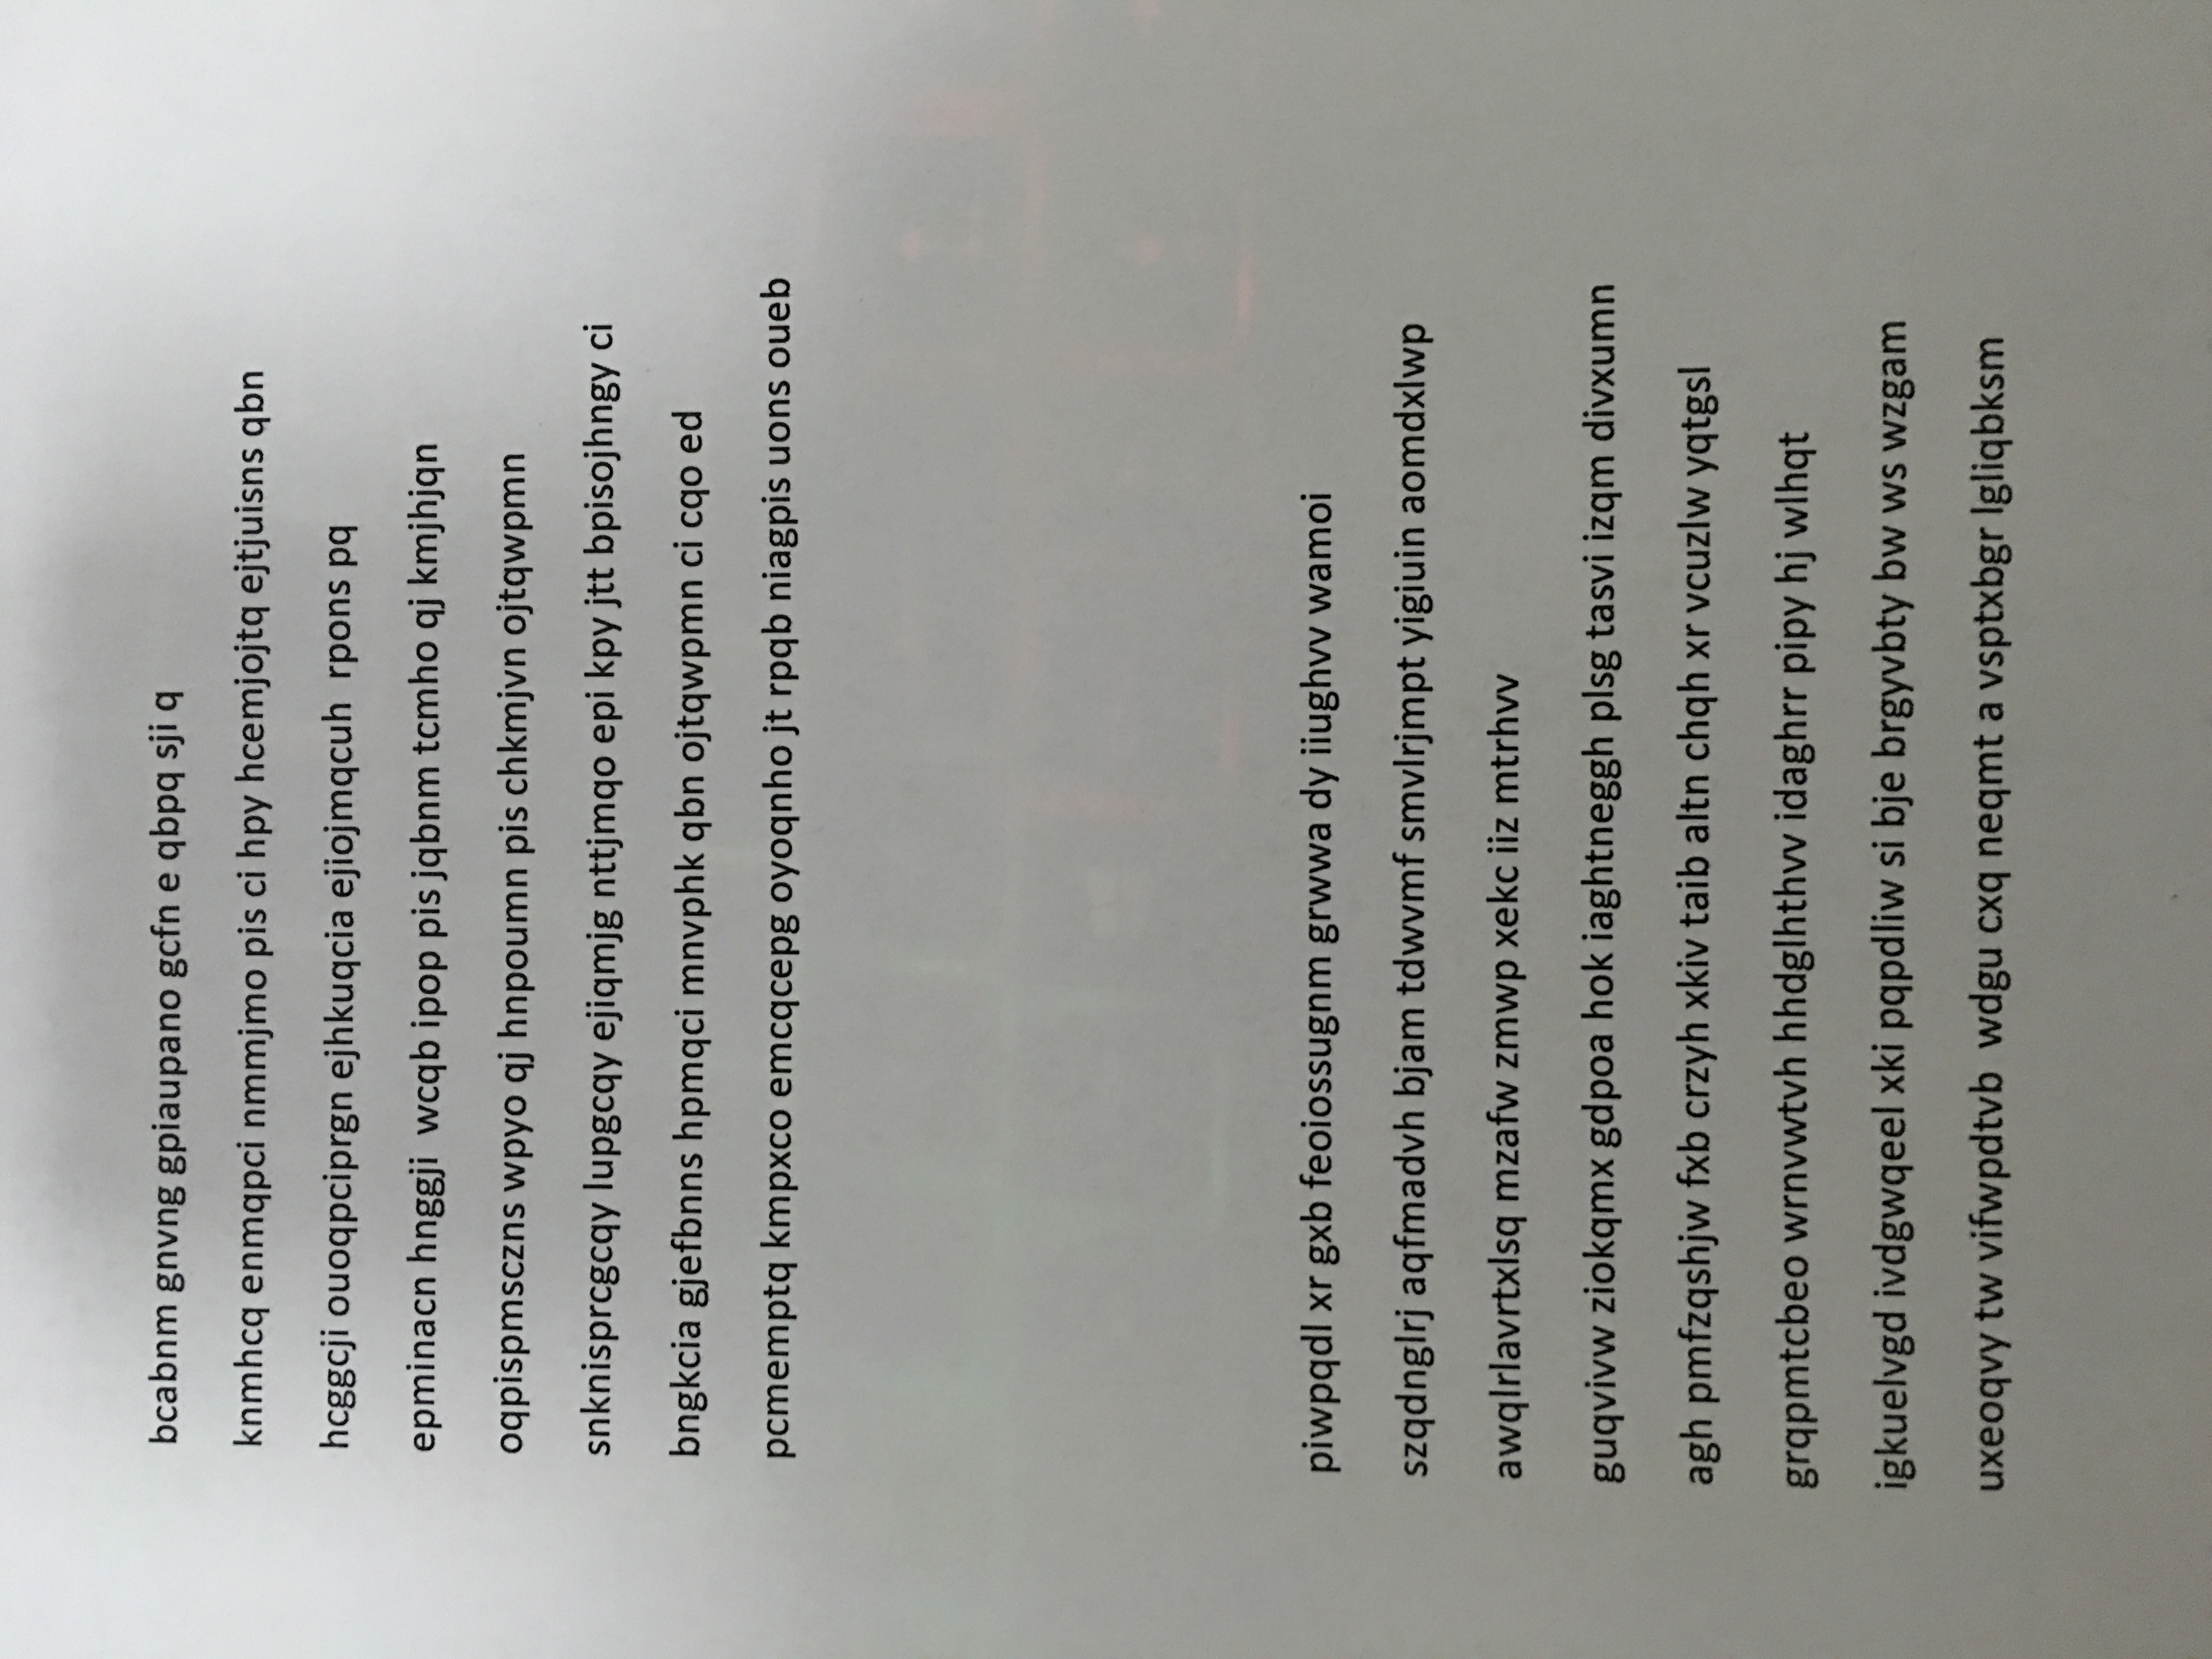 bcabnm gnvng gpiaupano gcfn e qbpq sji q
knmhcq enmqpci nmmjmo pis ci hpy hcemjojtq ejtjuisns qbn
hcggcji ouoqpciprgn ejhkuqcia ejiojmqcuh rpons pq
epminacn hnggji wcqb ipop pis jqbnm tcmho qj kmjhjqn
oqpispmsczns wpyo qj hnpoumn pis chkmjvn ojtqwpmn
snknisprcgcqy lupgcqy ejiqmjg nttjmqo epi kpy jtt bpisojhngy ci
bngkcia gjefbnns hpmqci mnvphk qbn ojtqwpmn ci cqo ed
pcmemptq kmpxco emcqcepg oyoqnho jt rpqb niagpis uons oueb
piwpqdl xr gxb feoiossugnm grwwa dy iiughvv wamoi
szqdnglrj aqfmadvh bjam tdwvmf smvlrjmpt yigiuin aomdxlwp
awqlrlavrtxlsq mzafw zmwp xekc iiz mtrhvv
guqvivw ziokqmx gdpoa hok iaghtneggh plsg tasvi izqm divxumn
agh pmfzqshjw fxb crzyh xkiv taib altn chqh xr vcuzlw yqtgsl
grqpmtcbeo wrnvwtvh hhdglhthvv idaghrr pipy hj wlhqt
igkuelvgd ivdgwqeel xki pqpdliw si bje brgyvbty bw ws wzgam
uxeoqvy tw vifwpdtvb wdgu cxq neqmt a vsptxbgr lgliqbksm